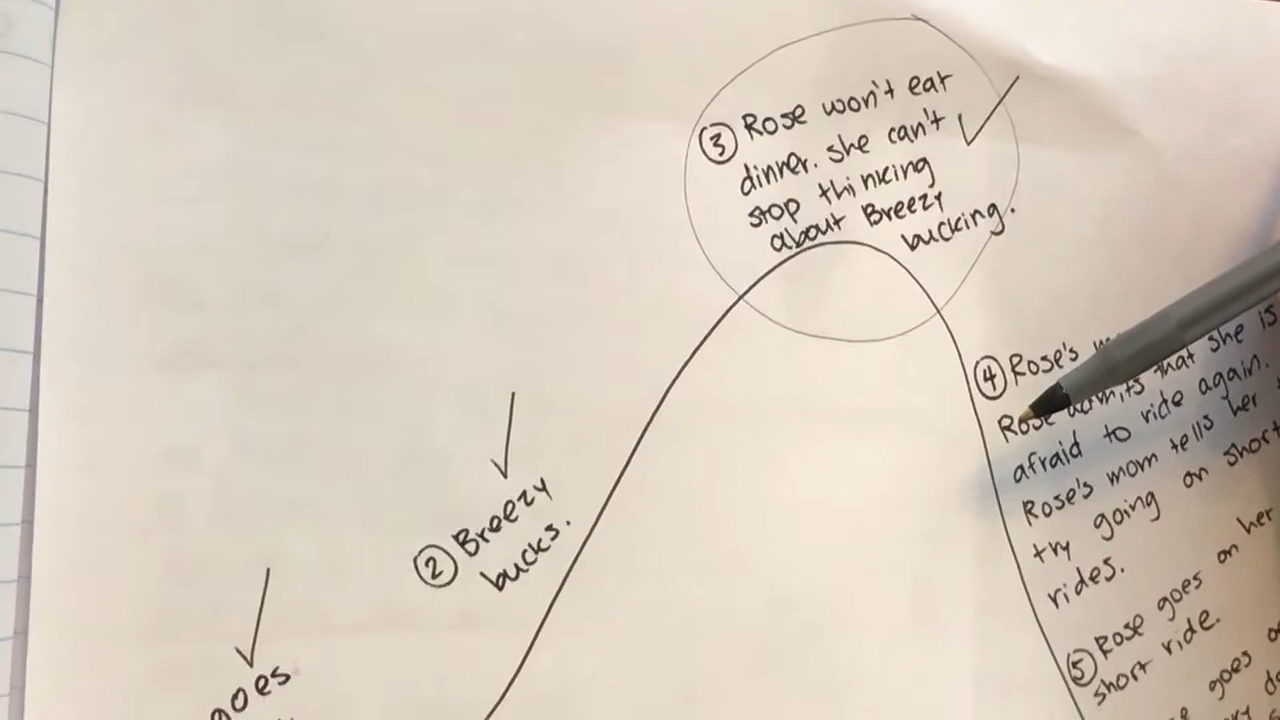 ③ Rose won't eat
dinner. she can't
stop thinking
about Breezy
bucking.
② Breezy
bucks.
goes
④ Rose's
Rose admits that she is
afraid to ride again.
Rose's mom tells her
try going on short
rides.
⑤ Rose goes on her
short ride.
goes